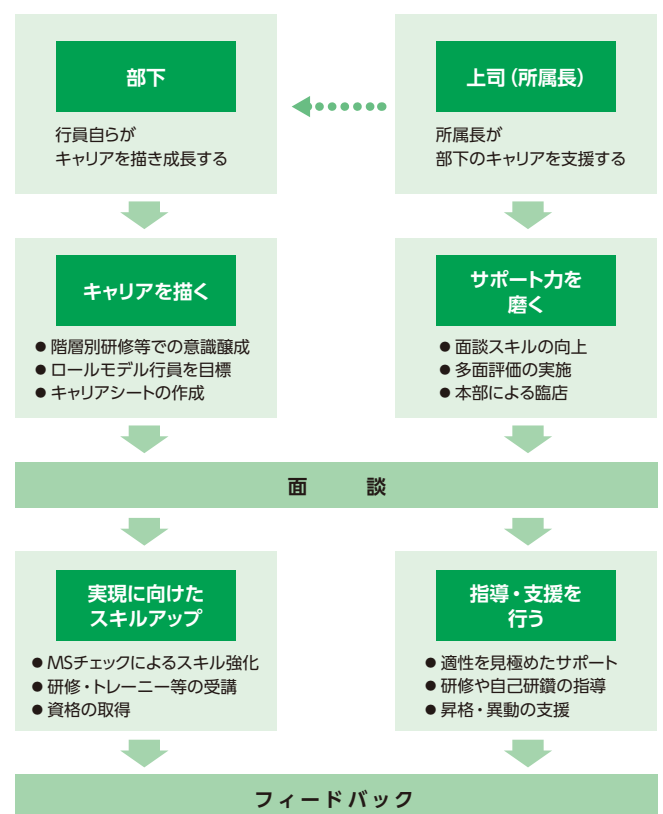 部下
行員自らが
キャリアを描き成長する
上司（所属長）
所属長が
部下のキャリアを支援する
キャリアを描く
● 階層別研修等での意識醸成
● ロールモデル行員を目標
● キャリアシートの作成
サポート力を
磨く
● 面談スキルの向上
● 多面評価の実施
● 本部による臨店
面　談
実現に向けた
スキルアップ
● MSチェックによるスキル強化
● 研修・トレーニー等の受講
● 資格の取得
指導・支援を
行う
● 適性を見極めたサポート
● 研修や自己研鑽の指導
● 昇格・異動の支援
フィードバック